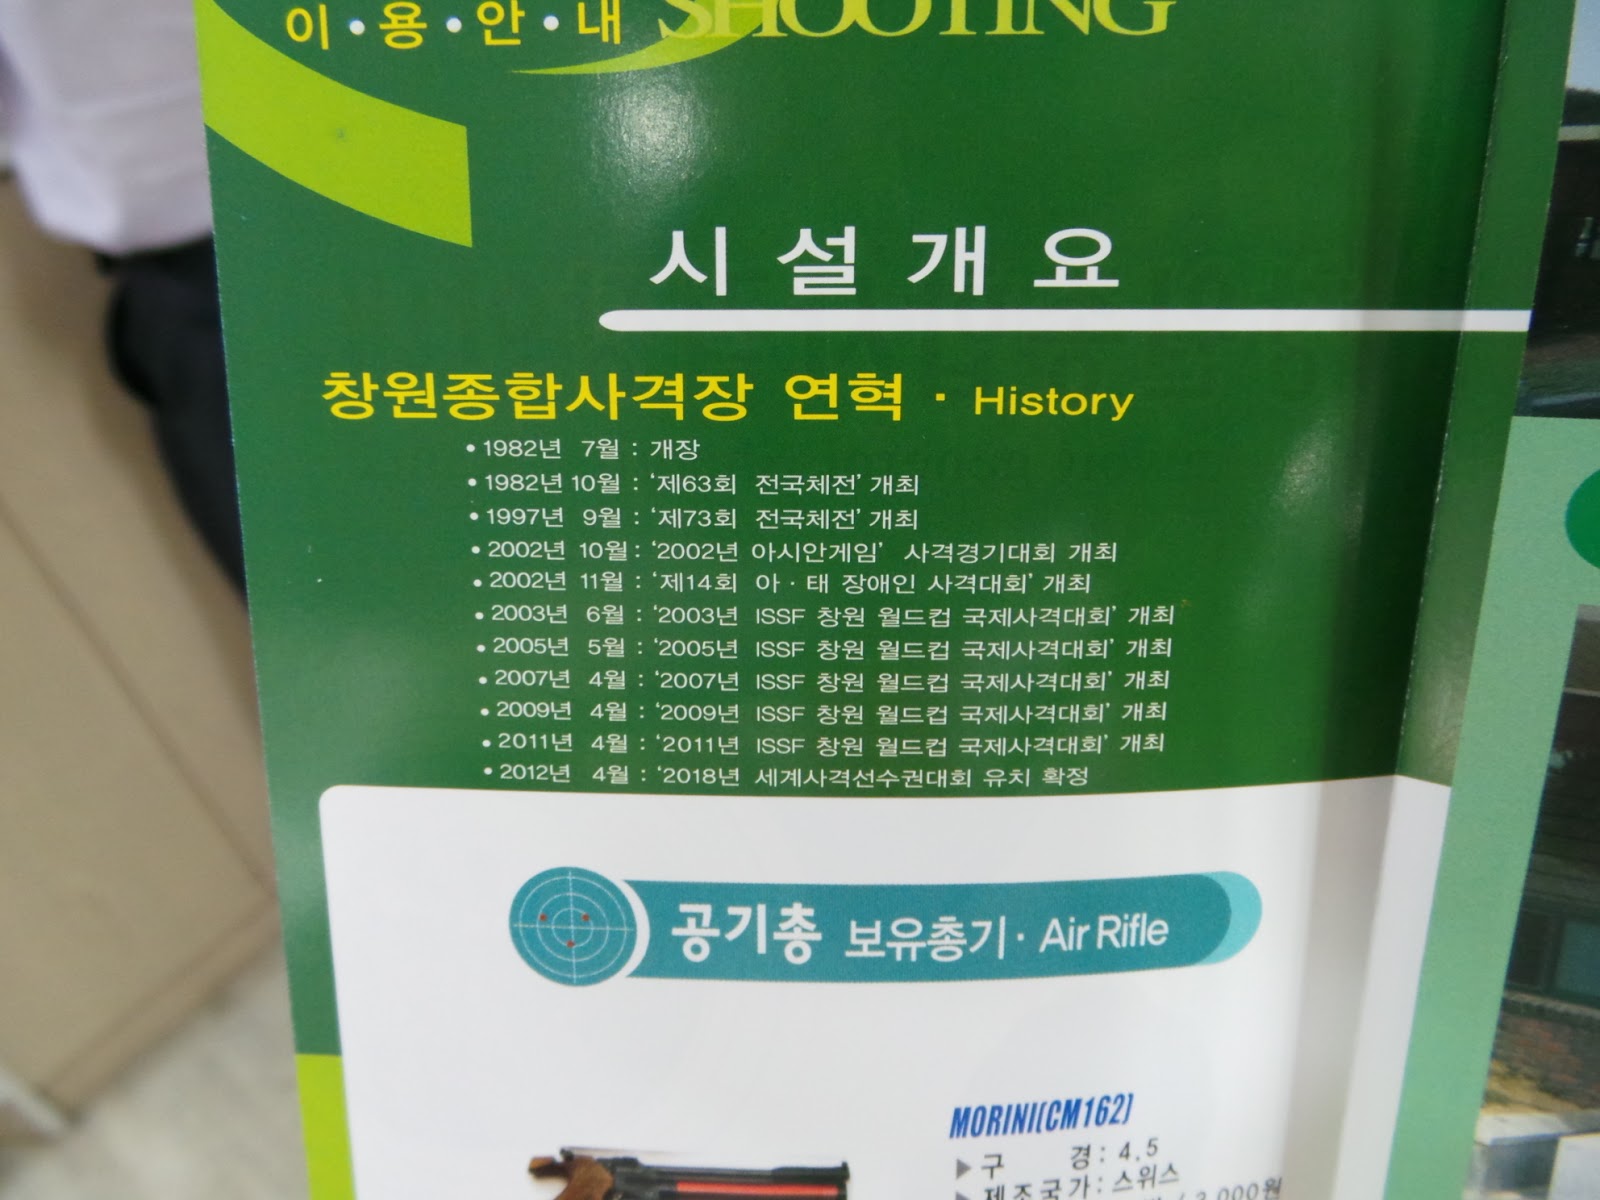 이·용·안·내 SHOOTING
시설개요
창원종합사격장 연혁 · History
• 1982년 7월 : 개장
• 1982년 10월 : '제63회 전국체전' 개최
• 1997년 9월 : '제73회 전국체전' 개최
• 2002년 10월 : '2002년 아시안게임' 사격경기대회 개최
• 2002년 11월 : '제14회 아·태 장애인 사격대회' 개최
• 2003년 6월 : '2003년 ISSF 창원 월드컵 국제사격대회' 개최
• 2005년 5월 : '2005년 ISSF 창원 월드컵 국제사격대회' 개최
• 2007년 4월 : '2007년 ISSF 창원 월드컵 국제사격대회' 개최
• 2009년 4월 : '2009년 ISSF 창원 월드컵 국제사격대회' 개최
• 2011년 4월 : '2011년 ISSF 창원 월드컵 국제사격대회' 개최
• 2012년 4월 : '2018년 세계사격선수권대회 유치 확정
공기총 보유총기 · Air Rifle
MORINI(CM162)
▶구 경 : 4.5
▶제조국가 : 스위스
3,000원